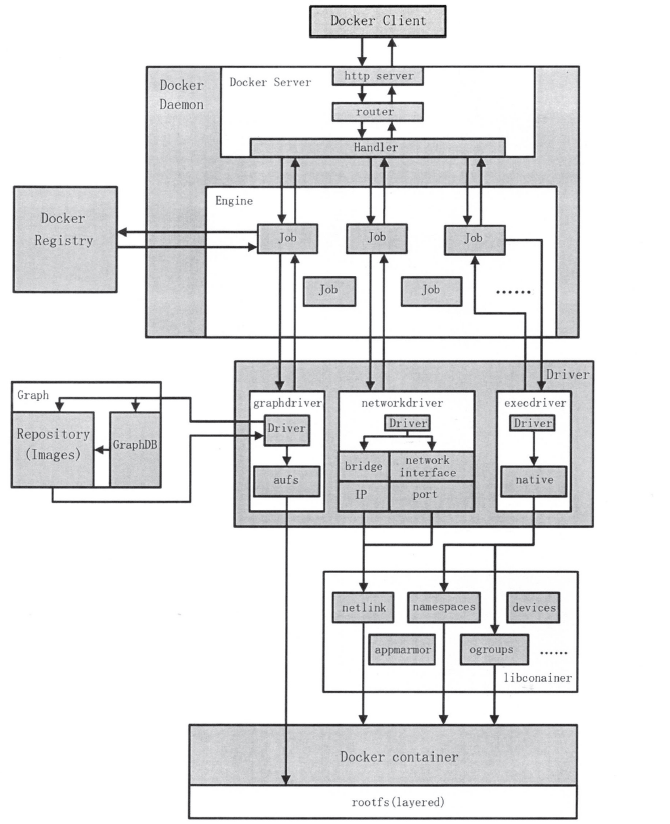 Docker Client
http server
Docker Server
Docker
Daemon
router
Handler
Engine
Docker
Registry
Job
Job
Job
Job
Job
......
Driver
Graph
graphdriver
networkdriver
execdriver
Repository
(Images)
GraphDB
Driver
Driver
Driver
bridge
network
interface
aufs
native
IP
port
netlink
namespaces
devices
appmarmor
ogroups
......
libconainer
Docker container
rootfs(layered)